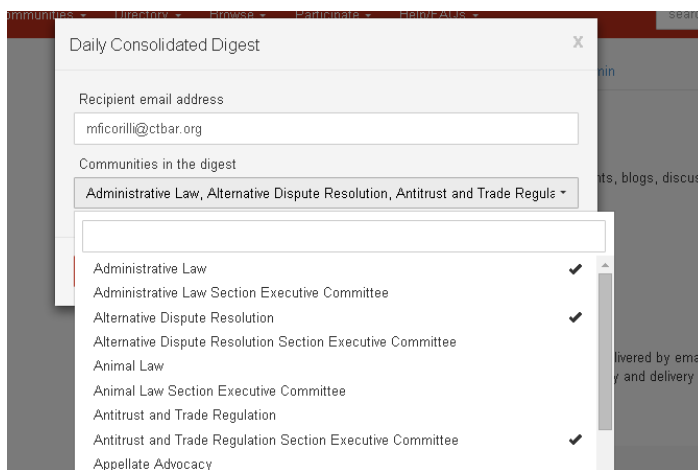 Directory
Browse
Participate
Help/FAQs
Daily Consolidated Digest
X
Recipient email address
mficorilli@ctbar.org
Communities in the digest
nts, blogs, discus
Administrative Law, Alternative Dispute Resolution, Antitrust and Trade Regula
Administrative Law
Administrative Law Section Executive Committee
Alternative Dispute Resolution
Alternative Dispute Resolution Section Executive Committee
livered by ema
Animal Law
y and delivery
Animal Law Section Executive Committee
Antitrust and Trade Regulation
Antitrust and Trade Regulation Section Executive Committee
Appellate Advocacy